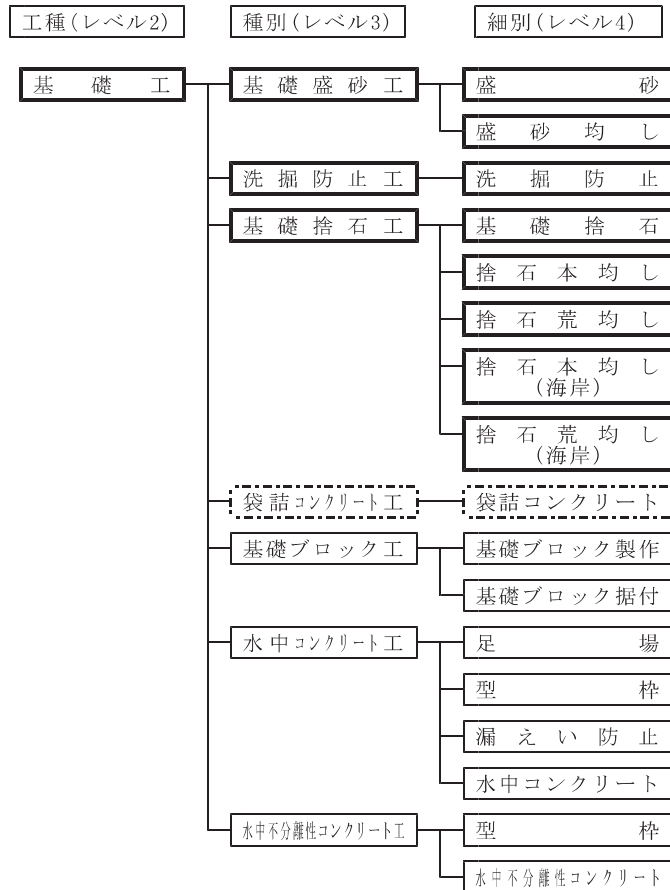 工種(レベル2) 種別(レベル3) 細別(レベル4)
基礎工 基礎盛砂工 盛砂
盛砂均し
洗掘防止工 洗掘防止
基礎捨石工 基礎捨石
捨石本均し
捨石荒均し
捨石本均し
(海岸)
捨石荒均し
(海岸)
袋詰コンクリート工 袋詰コンクリート
基礎ブロック工 基礎ブロック製作
基礎ブロック据付
水中コンクリート工 足場
型枠
漏えい防止
水中コンクリート
水中不分離性コンクリート工 型枠
水中不分離性コンクリート